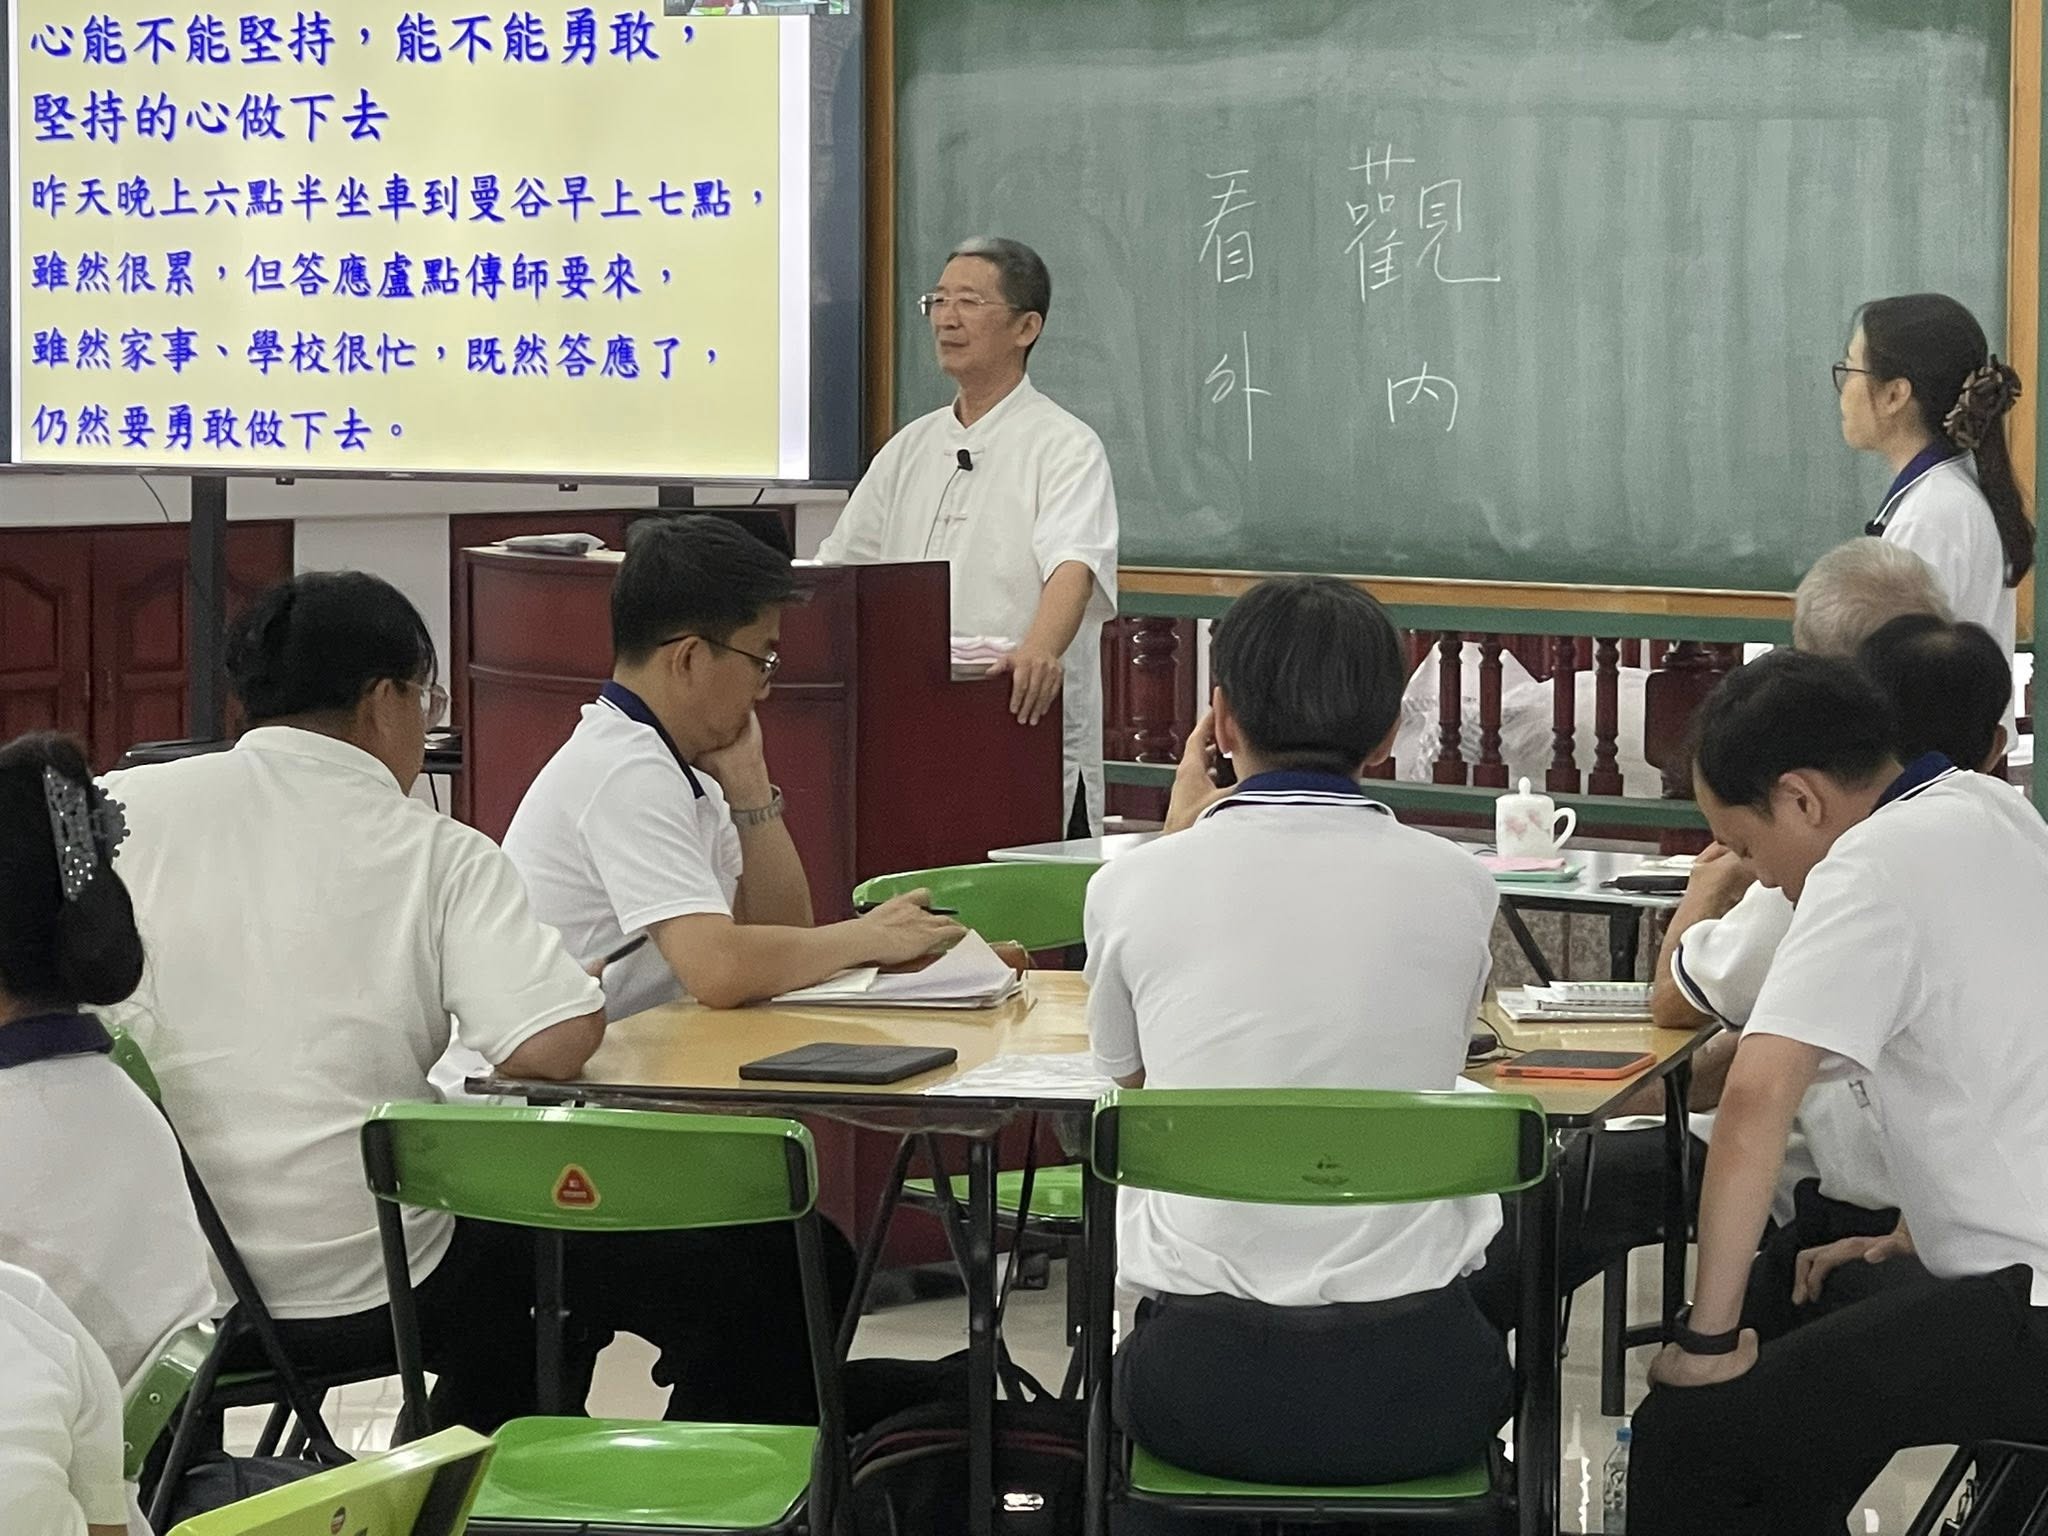 心能不能堅持，能不能勇敢，
堅持的心做下去
昨天晚上六點半坐車到曼谷早上七點，
雖然很累，但答應盧點傳師要來，
雖然家事、學校很忙，既然答應了，
仍然要勇敢做下去。
看 觀
外 內